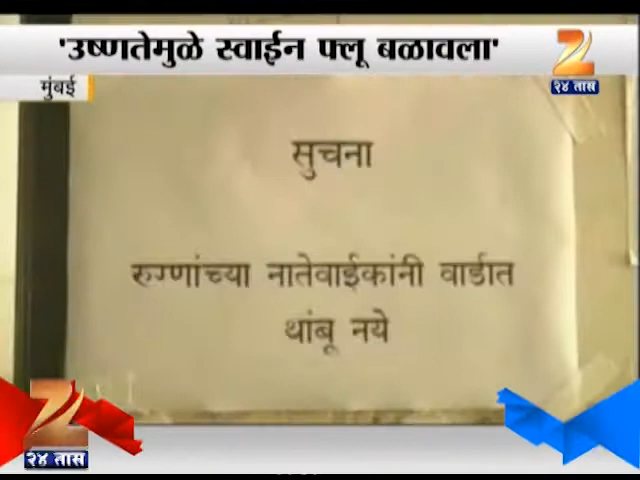 'उष्णतेमुळे स्वाईन फ्लू बळावला'
२४ तास
मुंबई
सुचना
रुग्णांच्या नातेवाईकांनी वार्डात
थांबू नये
२४ तास